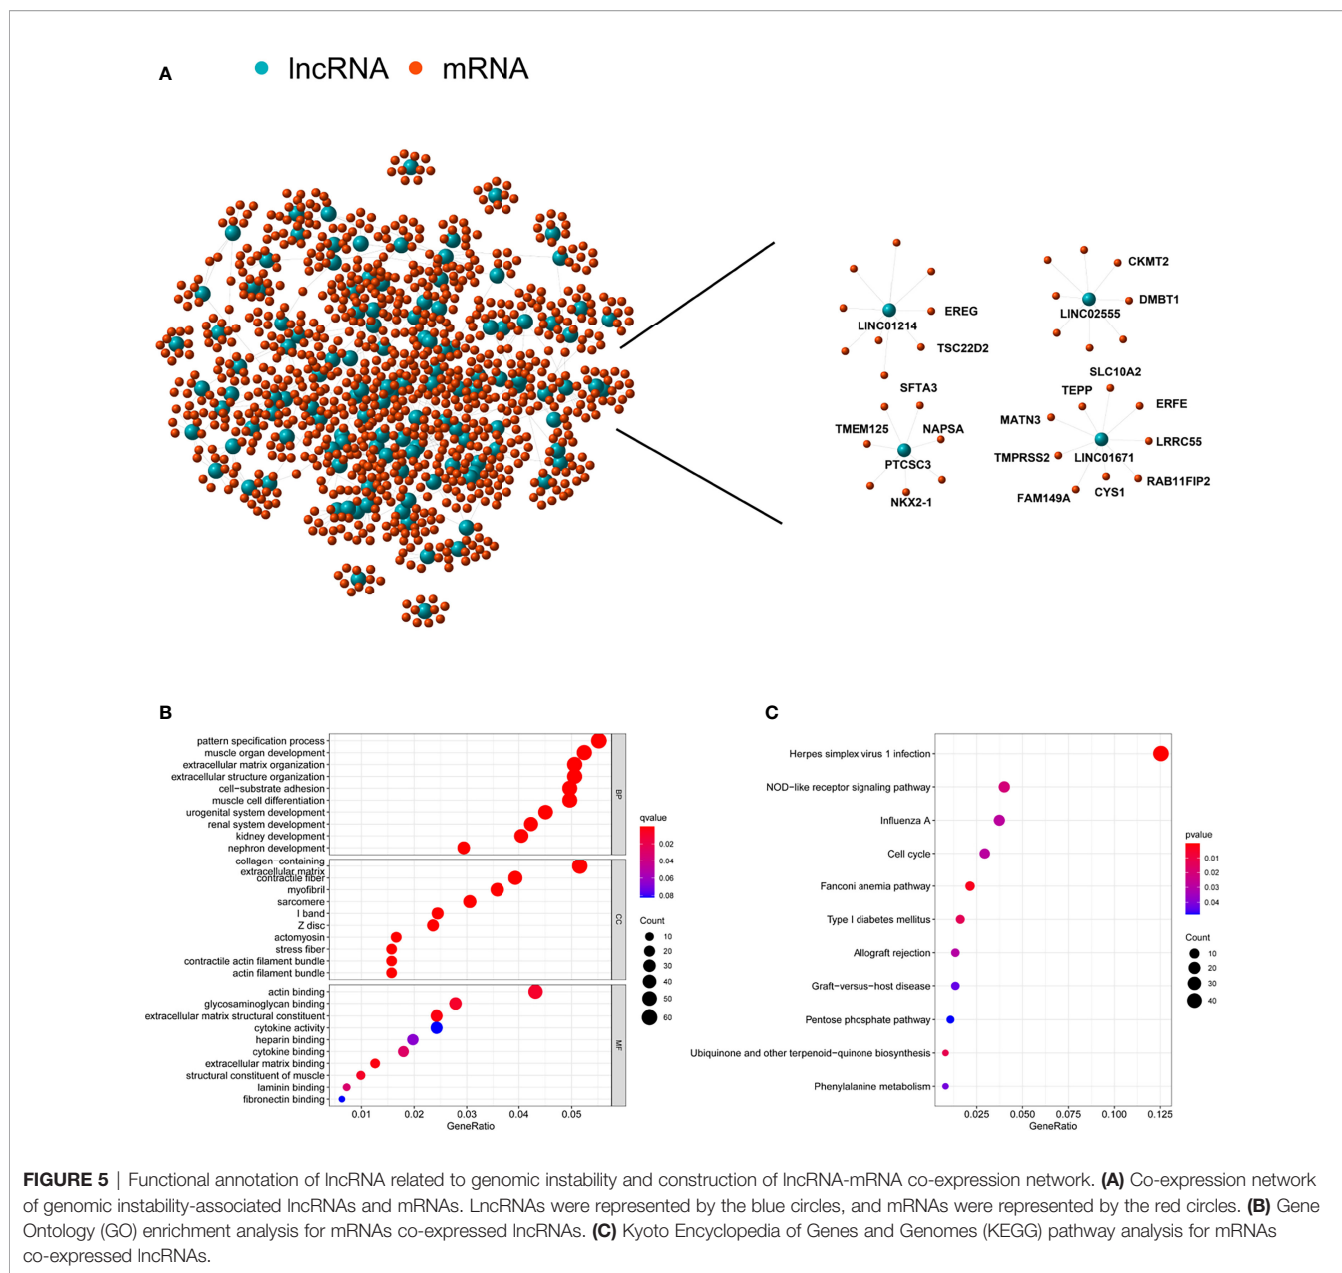 A
lncRNA
mRNA
EREG
LINC01214
TSC22D2
CKMT2
DMBT1
LINC02555
SFTA3
TMEM125
NAPSA
PTCSC3
NKX2-1
SLC10A2
TEPP
ERFE
MATN3
LRRC55
TMPRSS2
LINC01671
RAB11FIP2
FAM149A
CYS1
B
pattern specification process
muscle organ development
extracellular matrix organization
extracellular structure organization
cell−substrate adhesion
muscle cell differentiation
urogenital system development
renal system development
kidney development
nephron development
BP
collagen−containing
extracellular matrix
contractile fiber
myofibril
sarcomere
I band
Z disc
actomyosin
stress fiber
contractile actin filament bundle
actin filament bundle
CC
actin binding
glycosaminoglycan binding
extracellular matrix structural constituent
cytokine activity
heparin binding
cytokine binding
extracellular matrix binding
structural constituent of muscle
laminin binding
fibronectin binding
MF
0.01 0.02 0.03 0.04 0.05
GeneRatio
qvalue
0.02
0.04
0.06
0.08
Count
10
20
30
40
50
60
C
Herpes simplex virus 1 infection
NOD−like receptor signaling pathway
Influenza A
Cell cycle
Fanconi anemia pathway
Type I diabetes mellitus
Allograft rejection
Graft−versus−host disease
Pentose phosphate pathway
Ubiquinone and other terpenoid−quinone biosynthesis
Phenylalanine metabolism
0.025 0.050 0.075 0.100 0.125
GeneRatio
pvalue
0.01
0.02
0.03
0.04
Count
10
20
30
40
FIGURE 5 | Functional annotation of lncRNA related to genomic instability and construction of lncRNA-mRNA co-expression network. (A) Co-expression network
of genomic instability-associated lncRNAs and mRNAs. LncRNAs were represented by the blue circles, and mRNAs were represented by the red circles. (B) Gene
Ontology (GO) enrichment analysis for mRNAs co-expressed lncRNAs. (C) Kyoto Encyclopedia of Genes and Genomes (KEGG) pathway analysis for mRNAs
co-expressed lncRNAs.